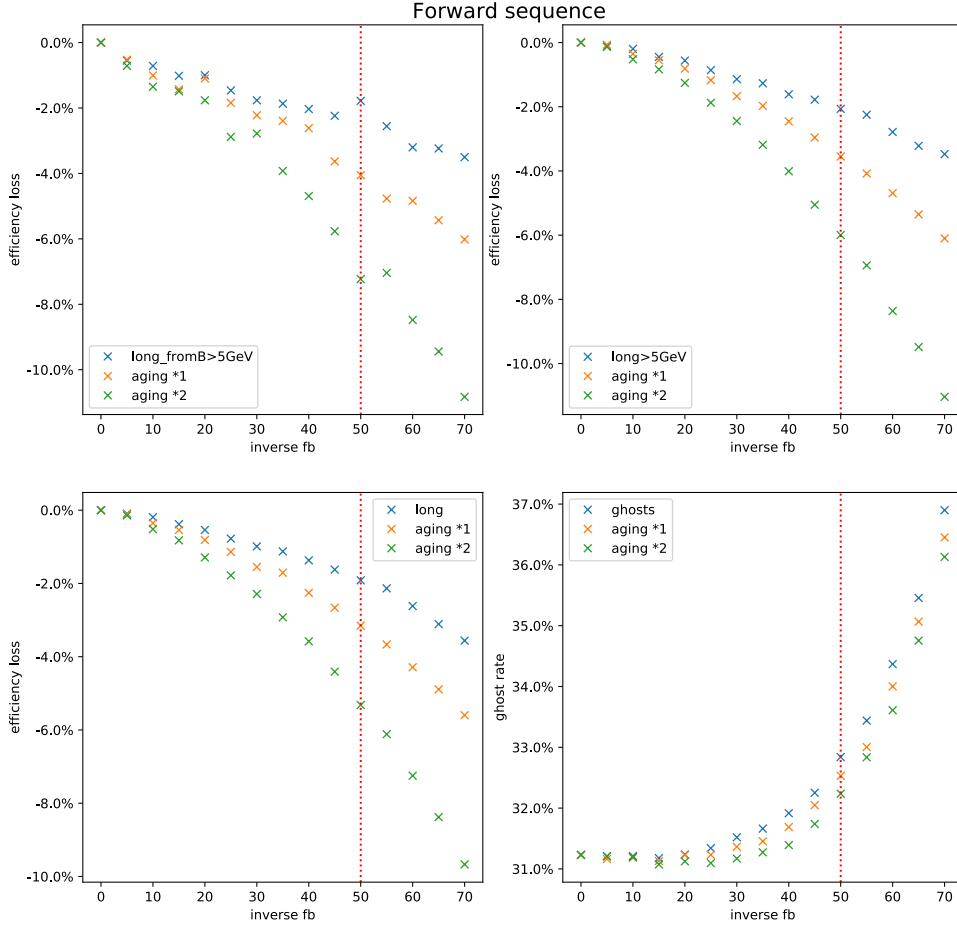 Forward sequence
0.0%
-2.0%
-4.0%
-6.0%
-8.0%
-10.0%
efficiency loss
long_fromB>5GeV
aging *1
aging *2
0 10 20 30 40 50 60 70
inverse fb
0.0%
-2.0%
-4.0%
-6.0%
-8.0%
-10.0%
efficiency loss
long>5GeV
aging *1
aging *2
0 10 20 30 40 50 60 70
inverse fb
0.0%
-2.0%
-4.0%
-6.0%
-8.0%
-10.0%
efficiency loss
long
aging *1
aging *2
0 10 20 30 40 50 60 70
inverse fb
37.0%
36.0%
35.0%
34.0%
33.0%
32.0%
31.0%
ghost rate
ghosts
aging *1
aging *2
0 10 20 30 40 50 60 70
inverse fb